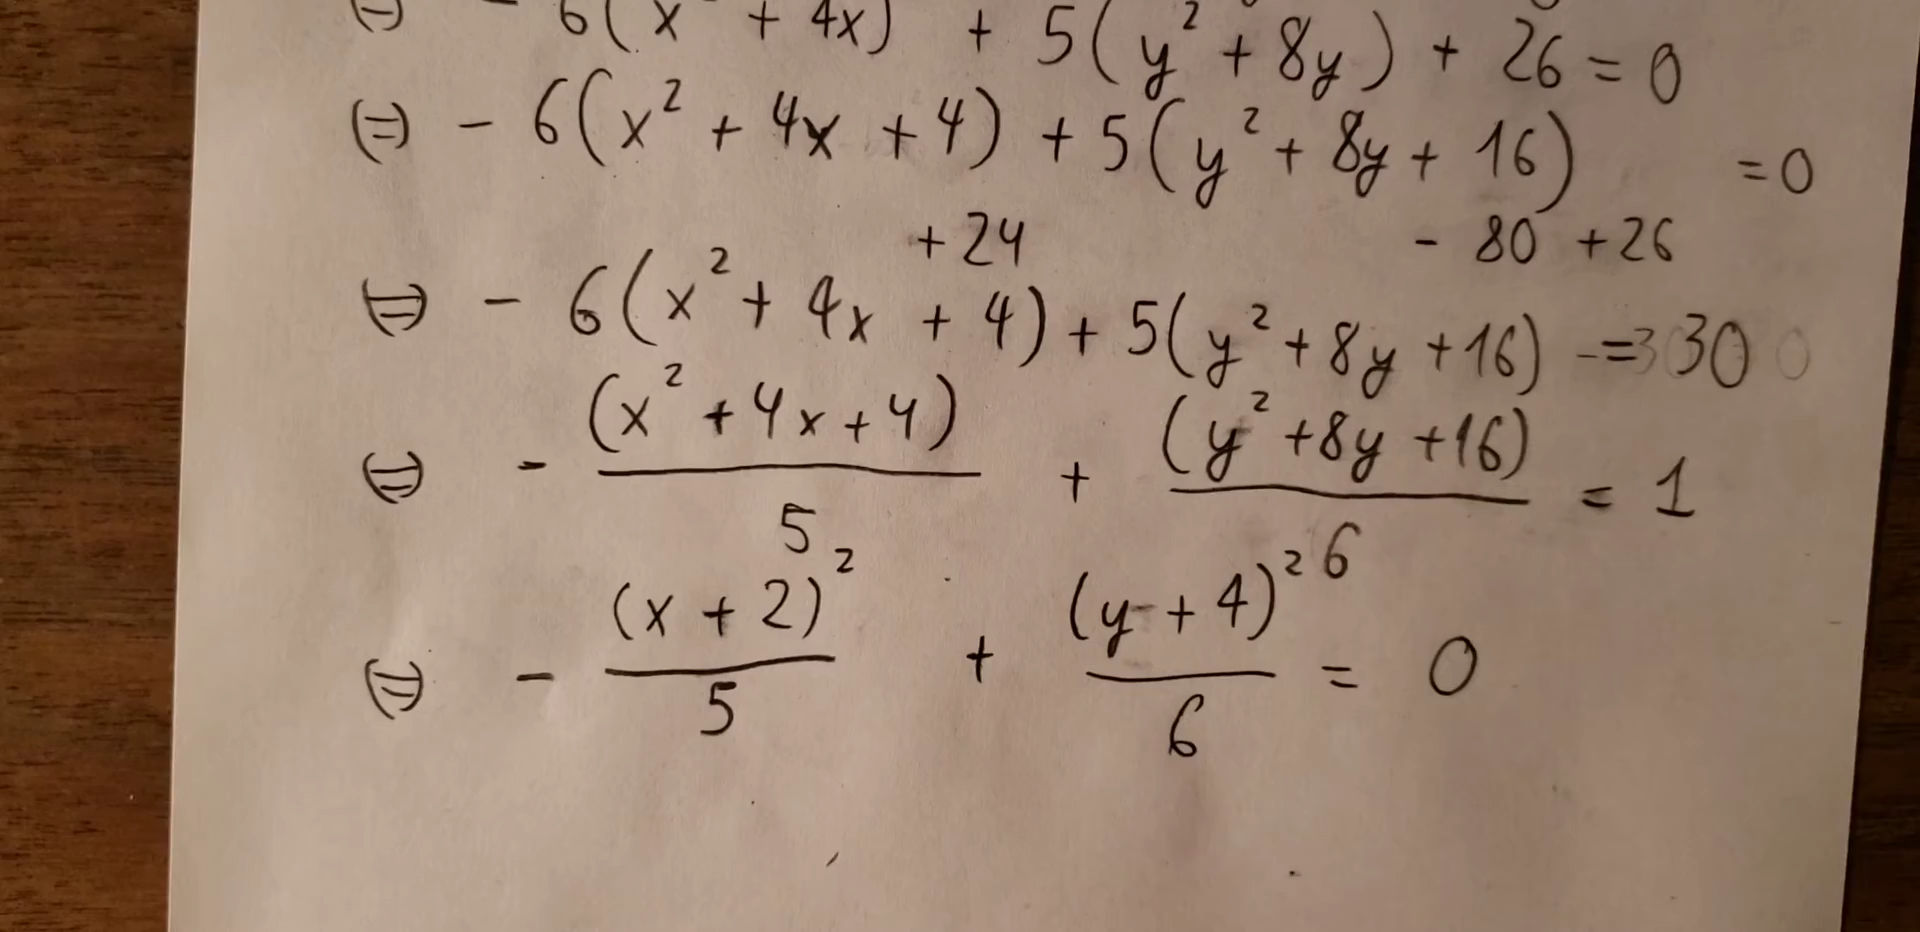 (=) - 6(x² + 4x) + 5(y² + 8y) + 26 = 0
(=) - 6(x² + 4x + 4) + 5(y² + 8y + 16) = 0
+ 24 - 80 + 26
(=) - 6(x² + 4x + 4) + 5(y² + 8y + 16) = 30
(=) - (x² + 4x + 4)/5 + (y² + 8y + 16)/6 = 1
(=) - (x + 2)²/5 + (y + 4)²/6 = 0